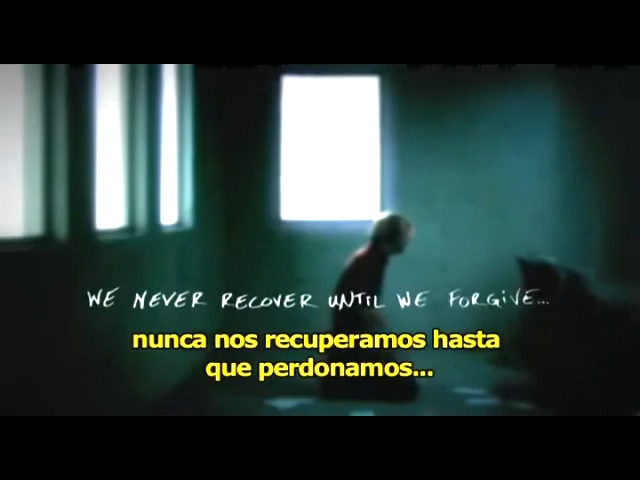 WE NEVER RECOVER UNTIL WE FORGIVE...
nunca nos recuperamos hasta
que perdonamos...